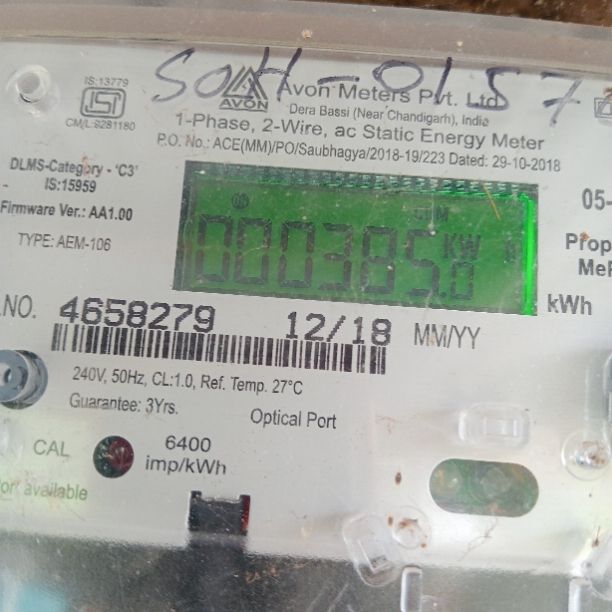 SOH-0157
IS:13779
ISI
CM/L:8281180
AVON
Avon Meters Pvt. Ltd
Dera Bassi (Near Chandigarh), India
1-Phase, 2-Wire, ac Static Energy Meter
P.O. No.: ACE(MM)/PO/Saubhagya/2018-19/223 Dated: 29-10-2018
DLMS-Category - 'C3'
IS:15959
Firmware Ver.: AA1.00
TYPE: AEM-106
CUM
000385.0 KW
05-
kWh
.NO. 4658279 12/18 MM/YY
240V, 50Hz, CL:1.0, Ref. Temp. 27°C
Guarantee: 3Yrs.
Optical Port
CAL
6400
imp/kWh
available